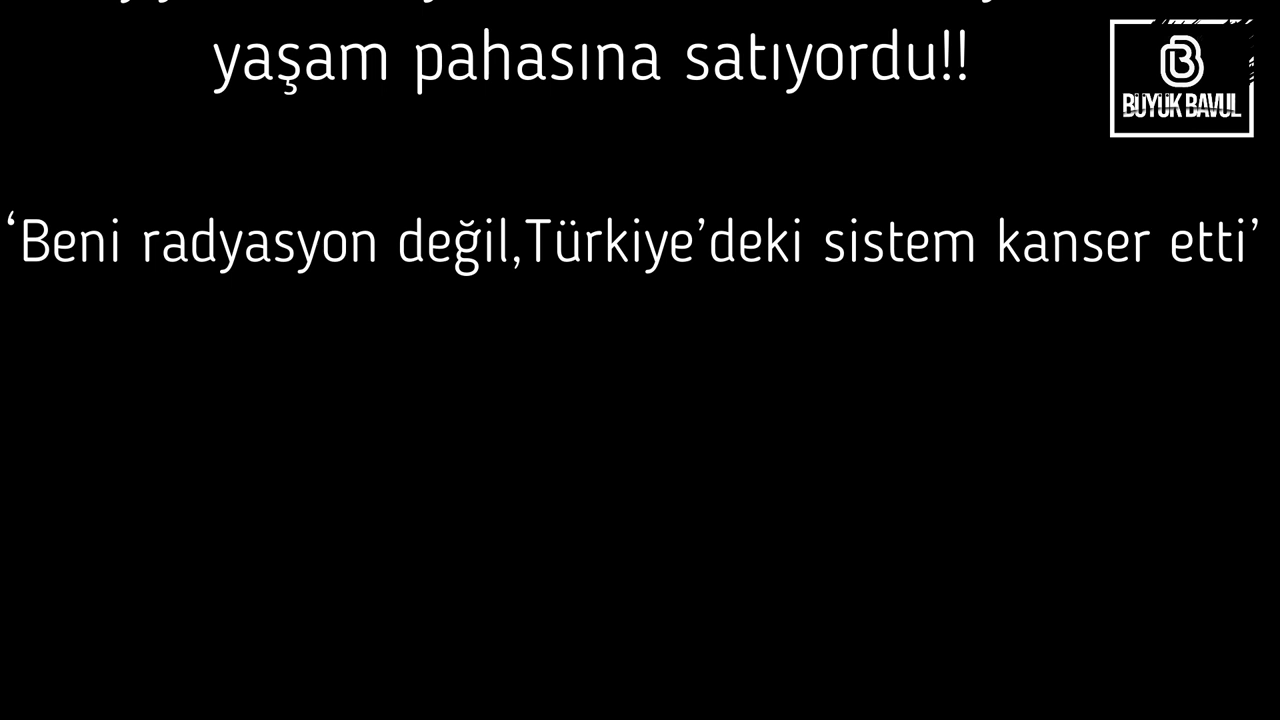 yaşam pahasına satıyordu!!
B
BÜYÜK BAVUL
‘Beni radyasyon değil,Türkiye’deki sistem kanser etti’